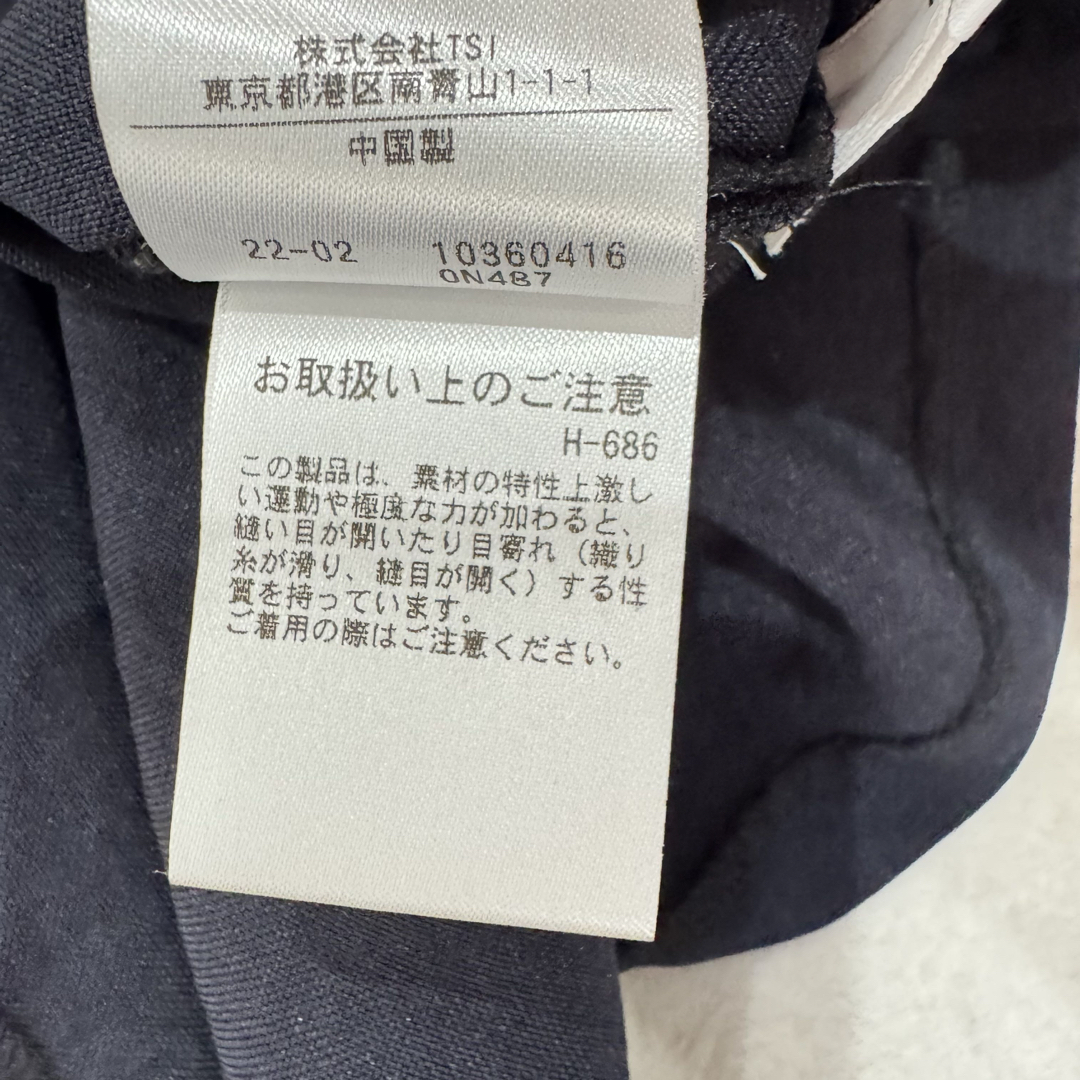 株式会社TSI
東京都港区南青山1-1-1
中国製
22-02 10360416
0N4B7
お取扱い上のご注意
H-686
この製品は、素材の特性上激し
い運動や極度な力が加わると、
縫い目が開いたり目寄れ（織り
糸が滑り、縫目が開く）する性
質を持っています。
ご着用の際はご注意ください。